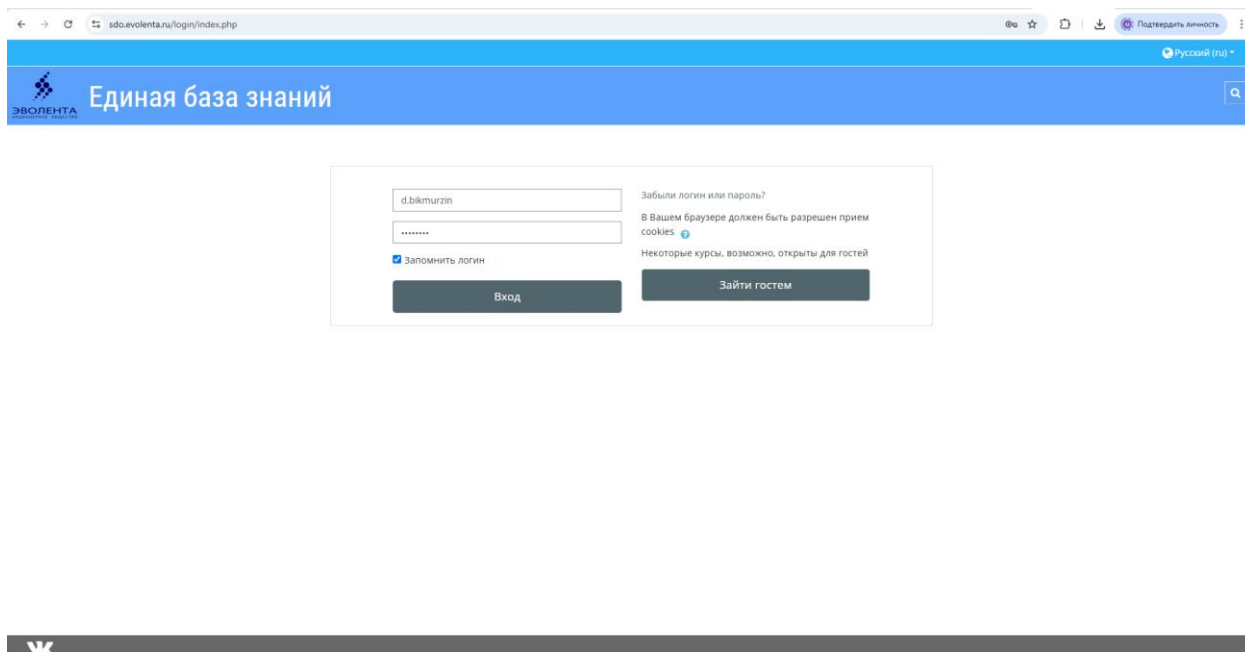 sdo.evolenta.ru/login/index.php
Подтвердить личность
Русский (ru)
ЭВОЛЕНТА
Единая база знаний
d.bikmurzin
••••••••
Запомнить логин
Вход
Забыли логин или пароль?
В Вашем браузере должен быть разрешен прием
cookies
Некоторые курсы, возможно, открыты для гостей
Зайти гостем